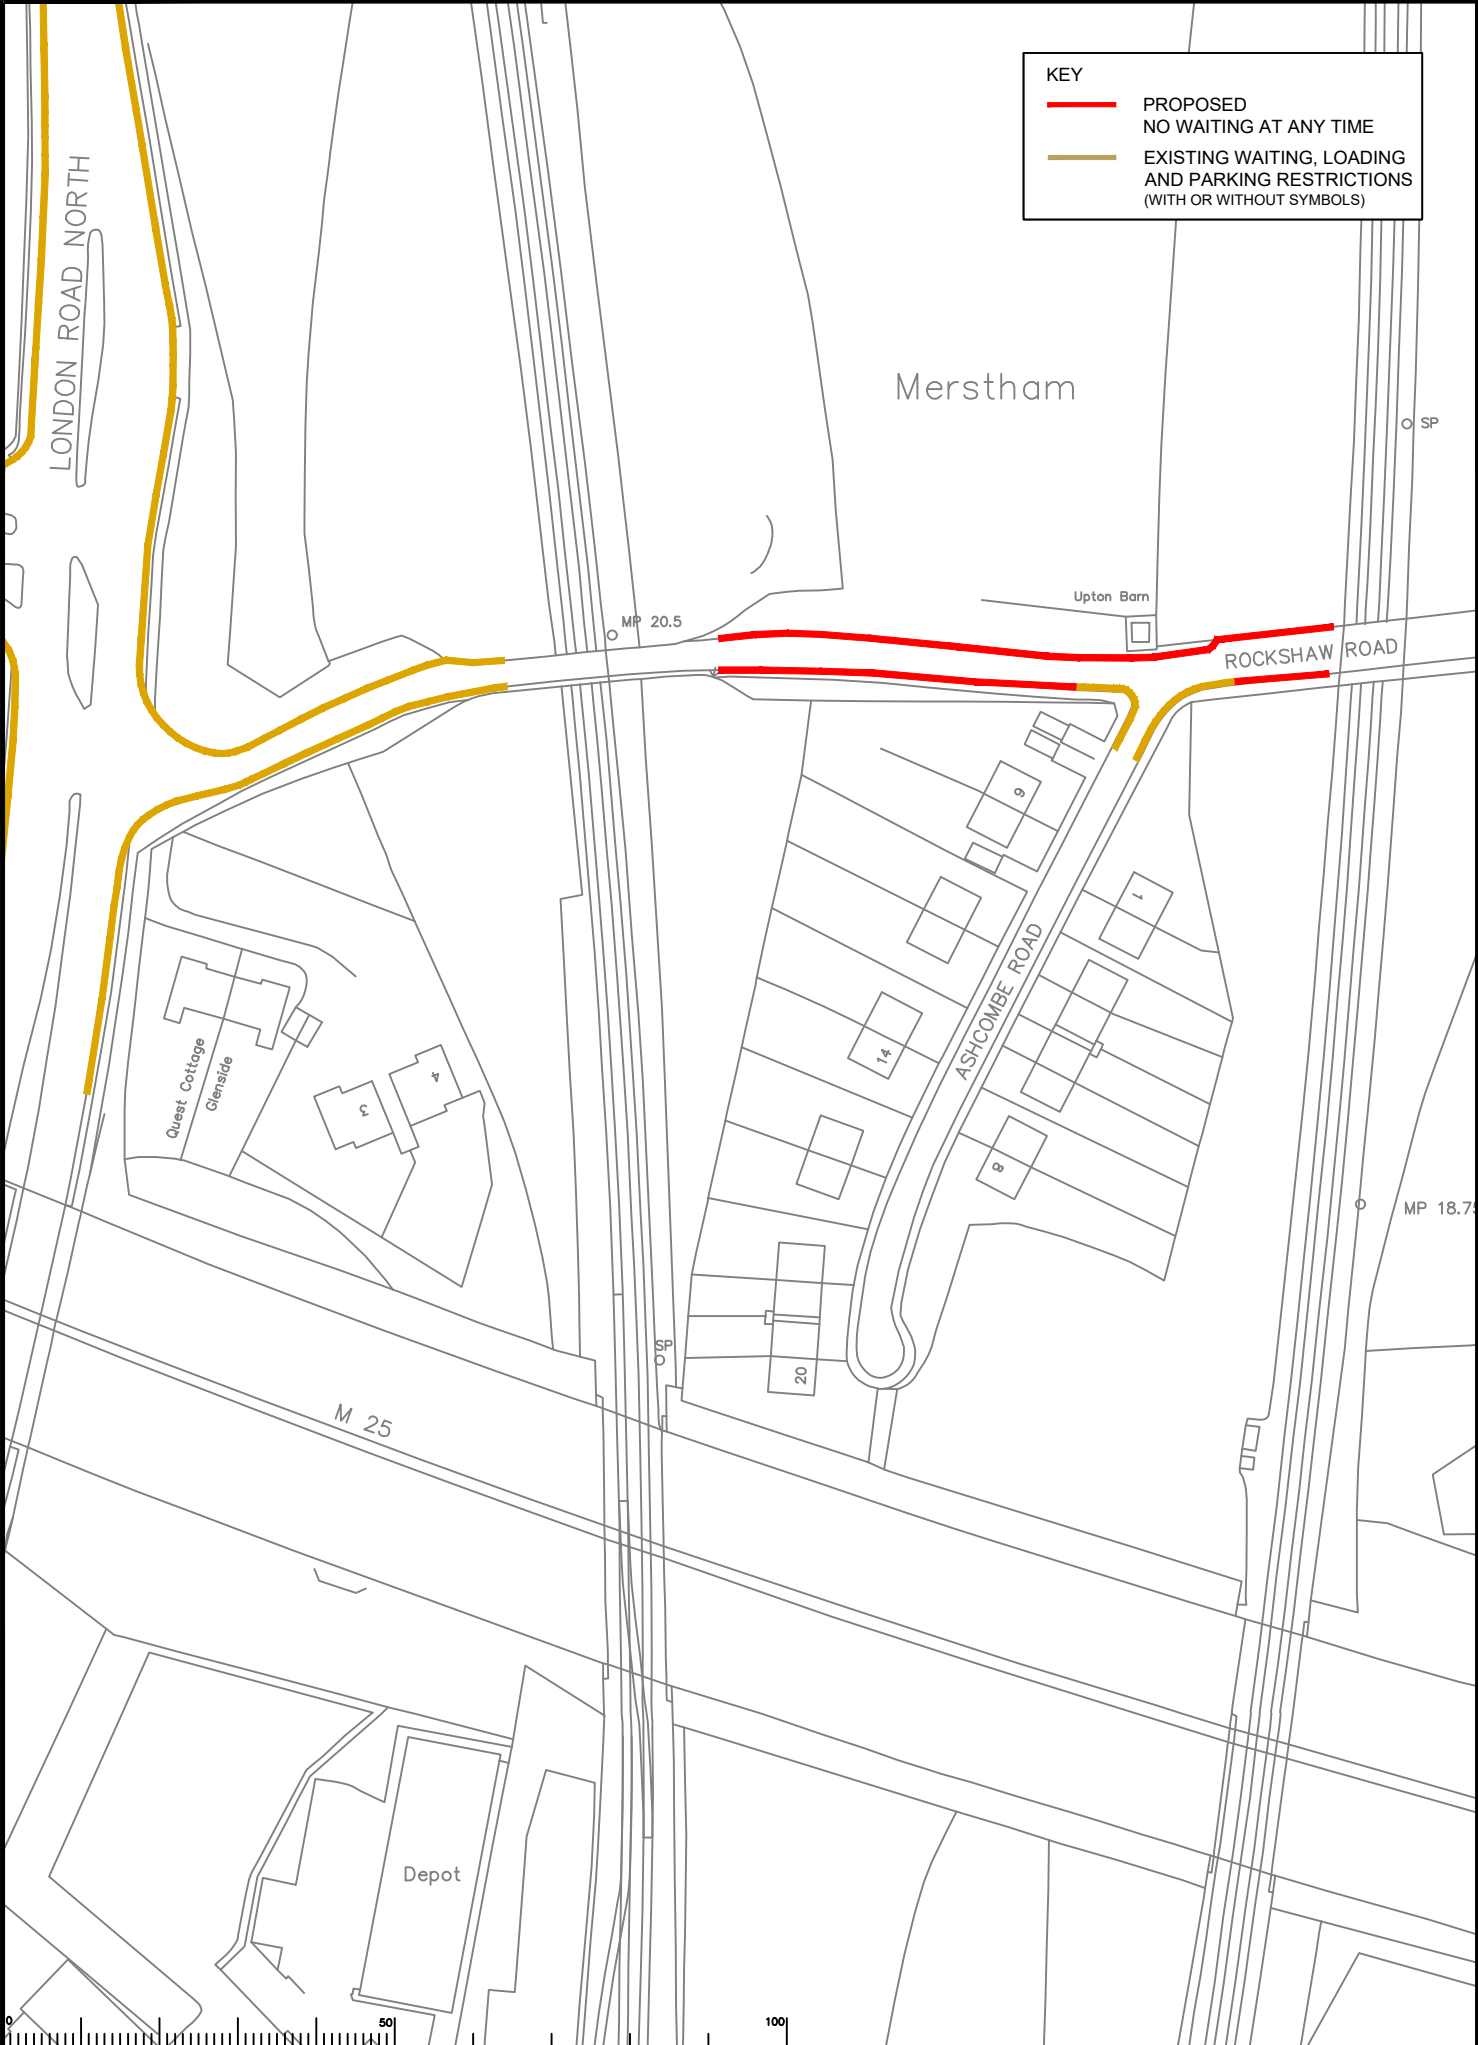 KEY
PROPOSED
NO WAITING AT ANY TIME
EXISTING WAITING, LOADING
AND PARKING RESTRICTIONS
(WITH OR WITHOUT SYMBOLS)
LONDON ROAD NORTH
Merstham
SP
Upton Barn
MP 20.5
ROCKSHAW ROAD
6
1
ASHCOMBE ROAD
14
Quest Cottage
Glenside
4
3
8
MP 18.75
SP
20
M 25
Depot
0
50
100